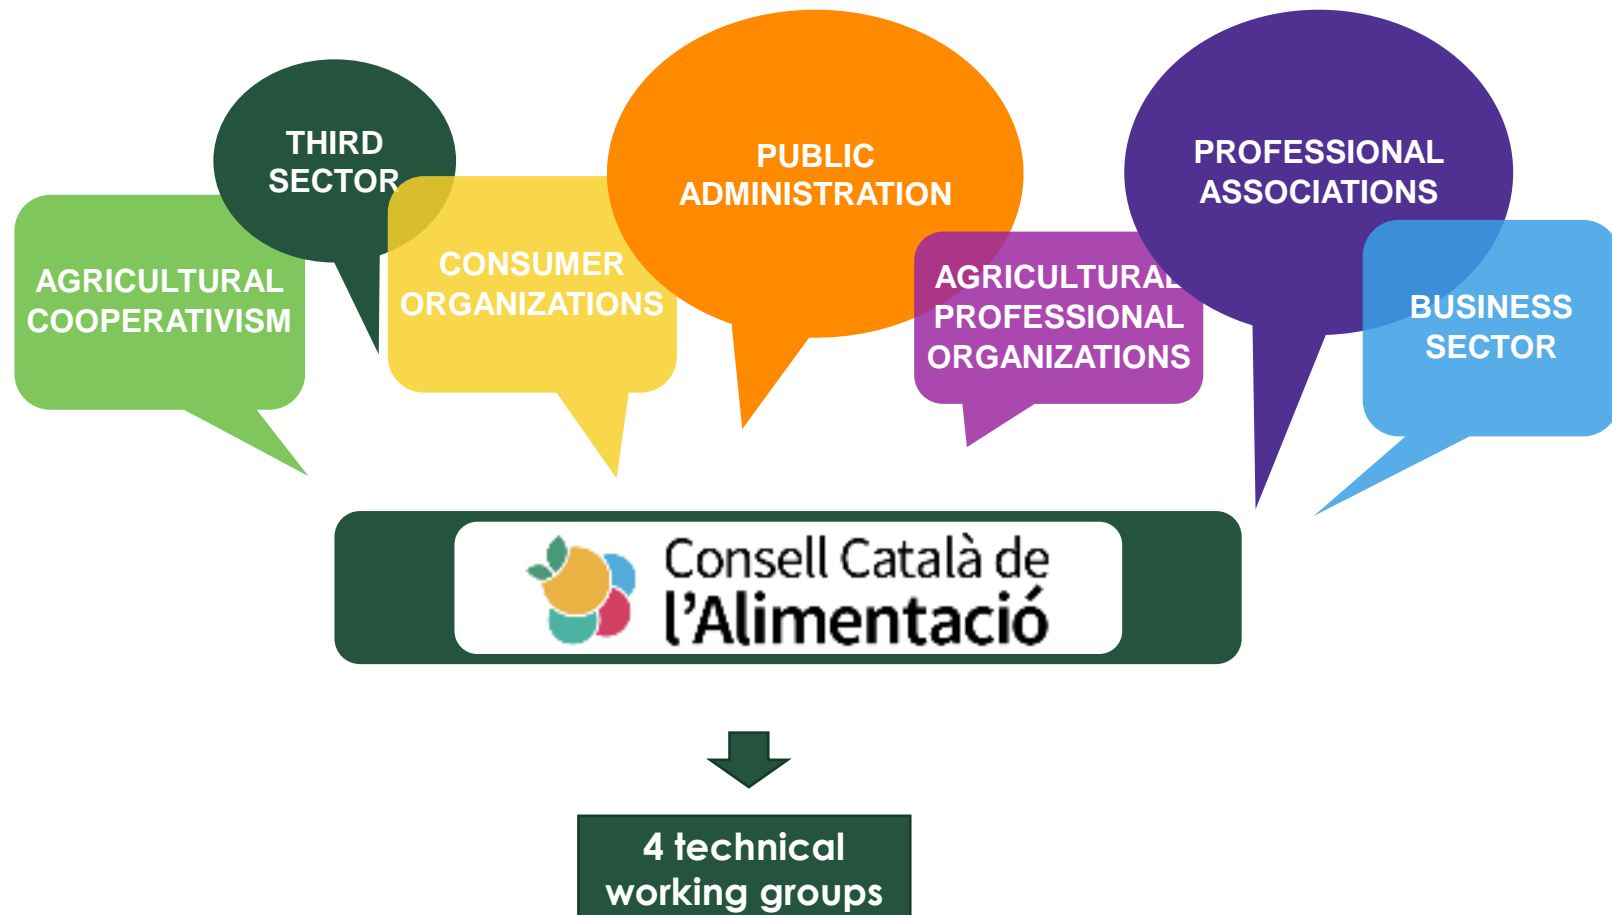 THIRD
SECTOR
PUBLIC
ADMINISTRATION
PROFESSIONAL
ASSOCIATIONS
AGRICULTURAL
COOPERATIVISM
CONSUMER
ORGANIZATIONS
AGRICULTURAL
PROFESSIONAL
ORGANIZATIONS
BUSINESS
SECTOR
Consell Català de
l'Alimentació
4 technical
working groups